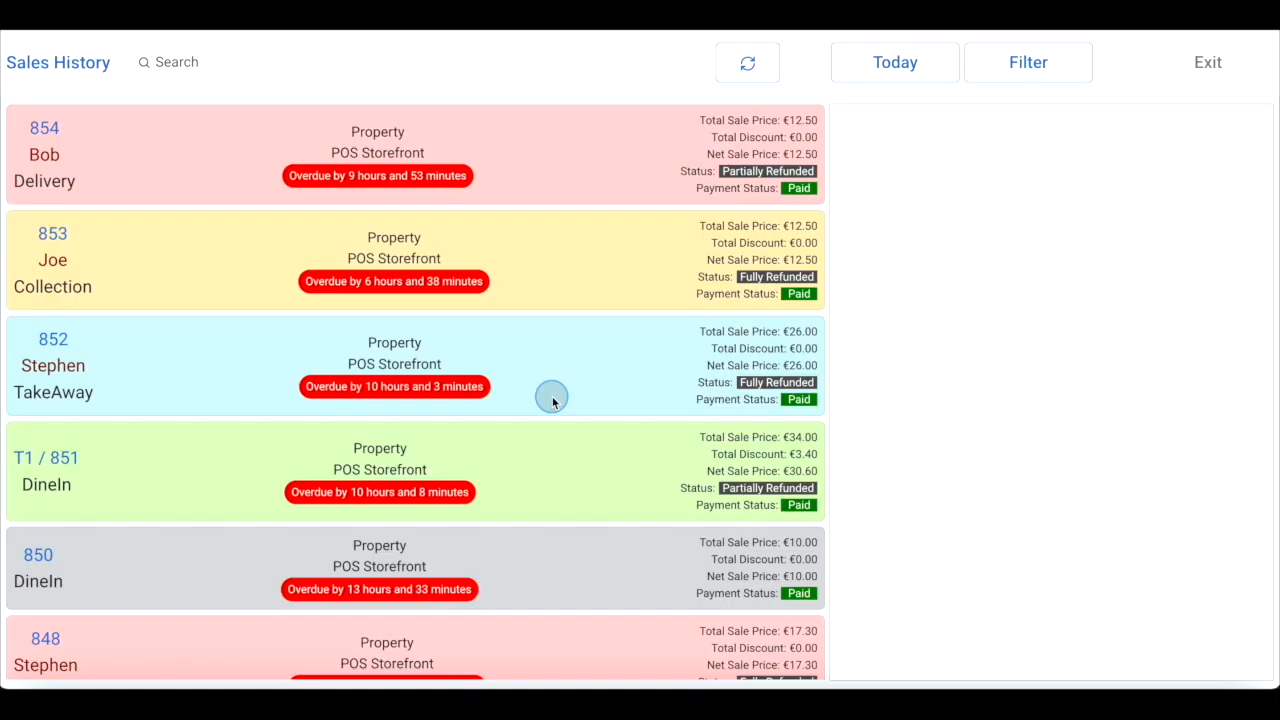 Sales History
Search
Today
Filter
Exit
854
Bob
Delivery
Property
POS Storefront
Overdue by 9 hours and 53 minutes
Total Sale Price: €12.50
Total Discount: €0.00
Net Sale Price: €12.50
Status: Partially Refunded
Payment Status: Paid
853
Joe
Collection
Property
POS Storefront
Overdue by 6 hours and 38 minutes
Total Sale Price: €12.50
Total Discount: €0.00
Net Sale Price: €12.50
Status: Fully Refunded
Payment Status: Paid
852
Stephen
TakeAway
Property
POS Storefront
Overdue by 10 hours and 3 minutes
Total Sale Price: €26.00
Total Discount: €0.00
Net Sale Price: €26.00
Status: Fully Refunded
Payment Status: Paid
T1 / 851
DineIn
Property
POS Storefront
Overdue by 10 hours and 8 minutes
Total Sale Price: €34.00
Total Discount: €3.40
Net Sale Price: €30.60
Status: Partially Refunded
Payment Status: Paid
850
DineIn
Property
POS Storefront
Overdue by 13 hours and 33 minutes
Total Sale Price: €10.00
Total Discount: €0.00
Net Sale Price: €10.00
Payment Status: Paid
848
Stephen
Property
POS Storefront
Total Sale Price: €17.30
Total Discount: €0.00
Net Sale Price: €17.30